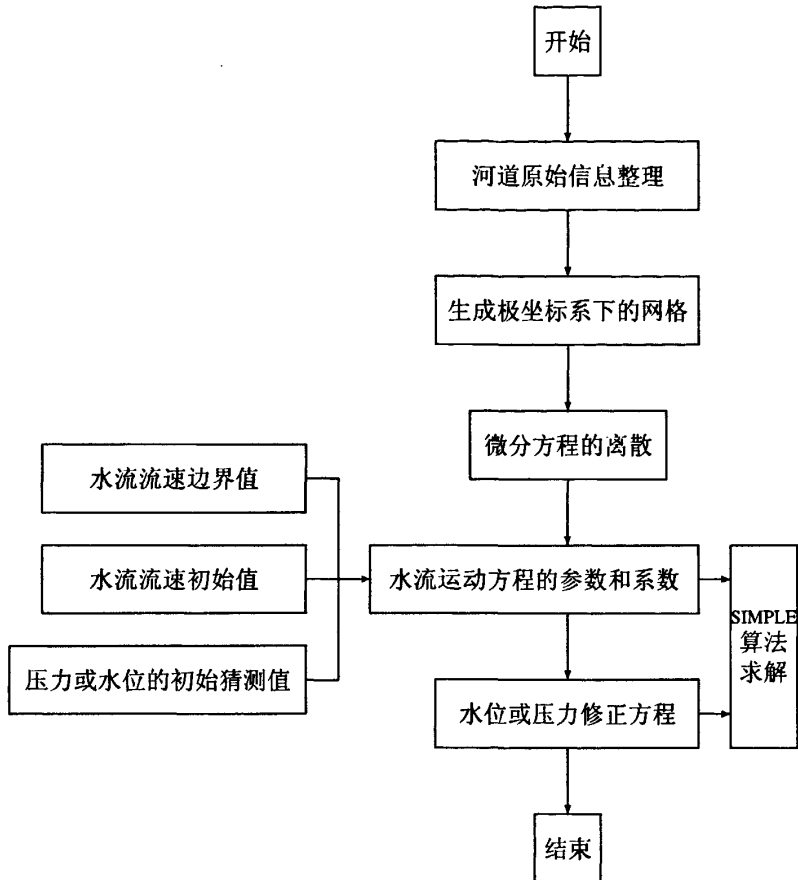 开始
河道原始信息整理
生成极坐标系下的网格
微分方程的离散
水流流速边界值
水流流速初始值
水流运动方程的参数和系数
SIMPLE
算法
求解
压力或水位的初始猜测值
水位或压力修正方程
结束